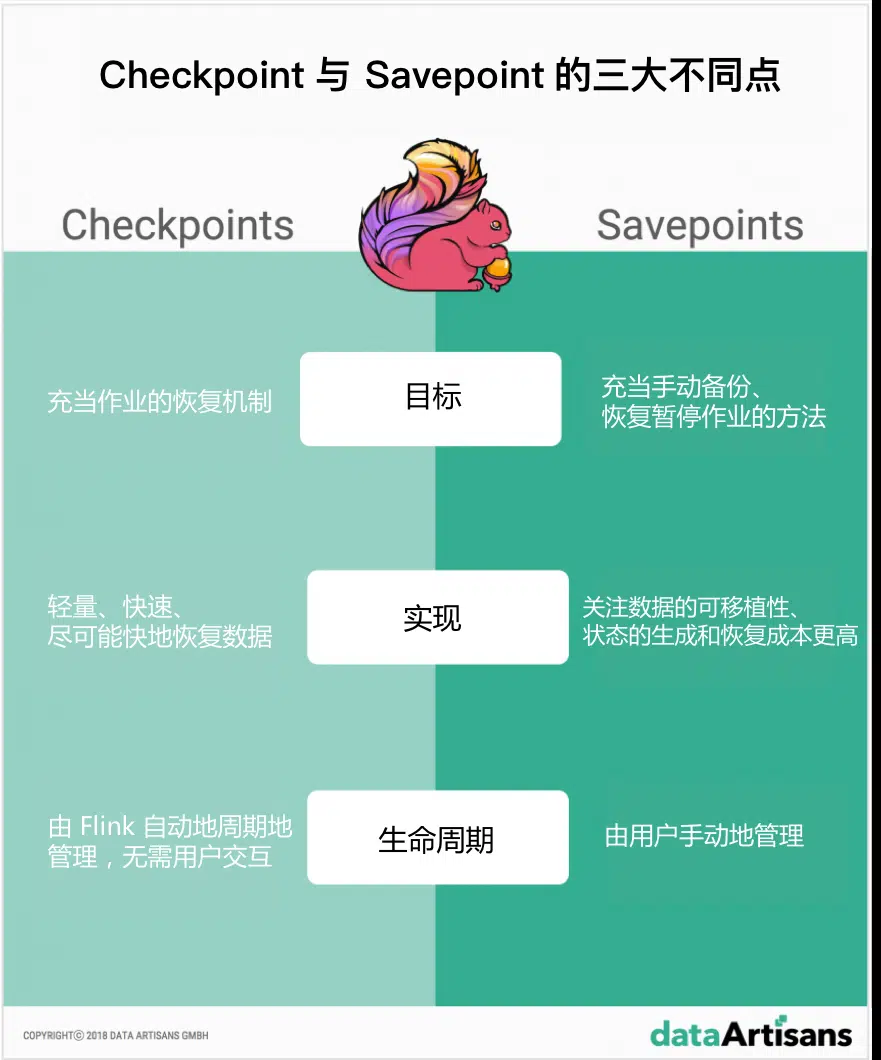 Checkpoint 与 Savepoint 的三大不同点
Checkpoints
Savepoints
充当作业的恢复机制
目标
充当手动备份、
恢复暂停作业的方法
轻量、快速、
尽可能快地恢复数据
实现
关注数据的可移植性、
状态的生成和恢复成本更高
由 Flink 自动地周期地
管理，无需用户交互
生命周期
由用户手动地管理
COPYRIGHTⓒ 2018 DATA ARTISANS GMBH
dataArtisans